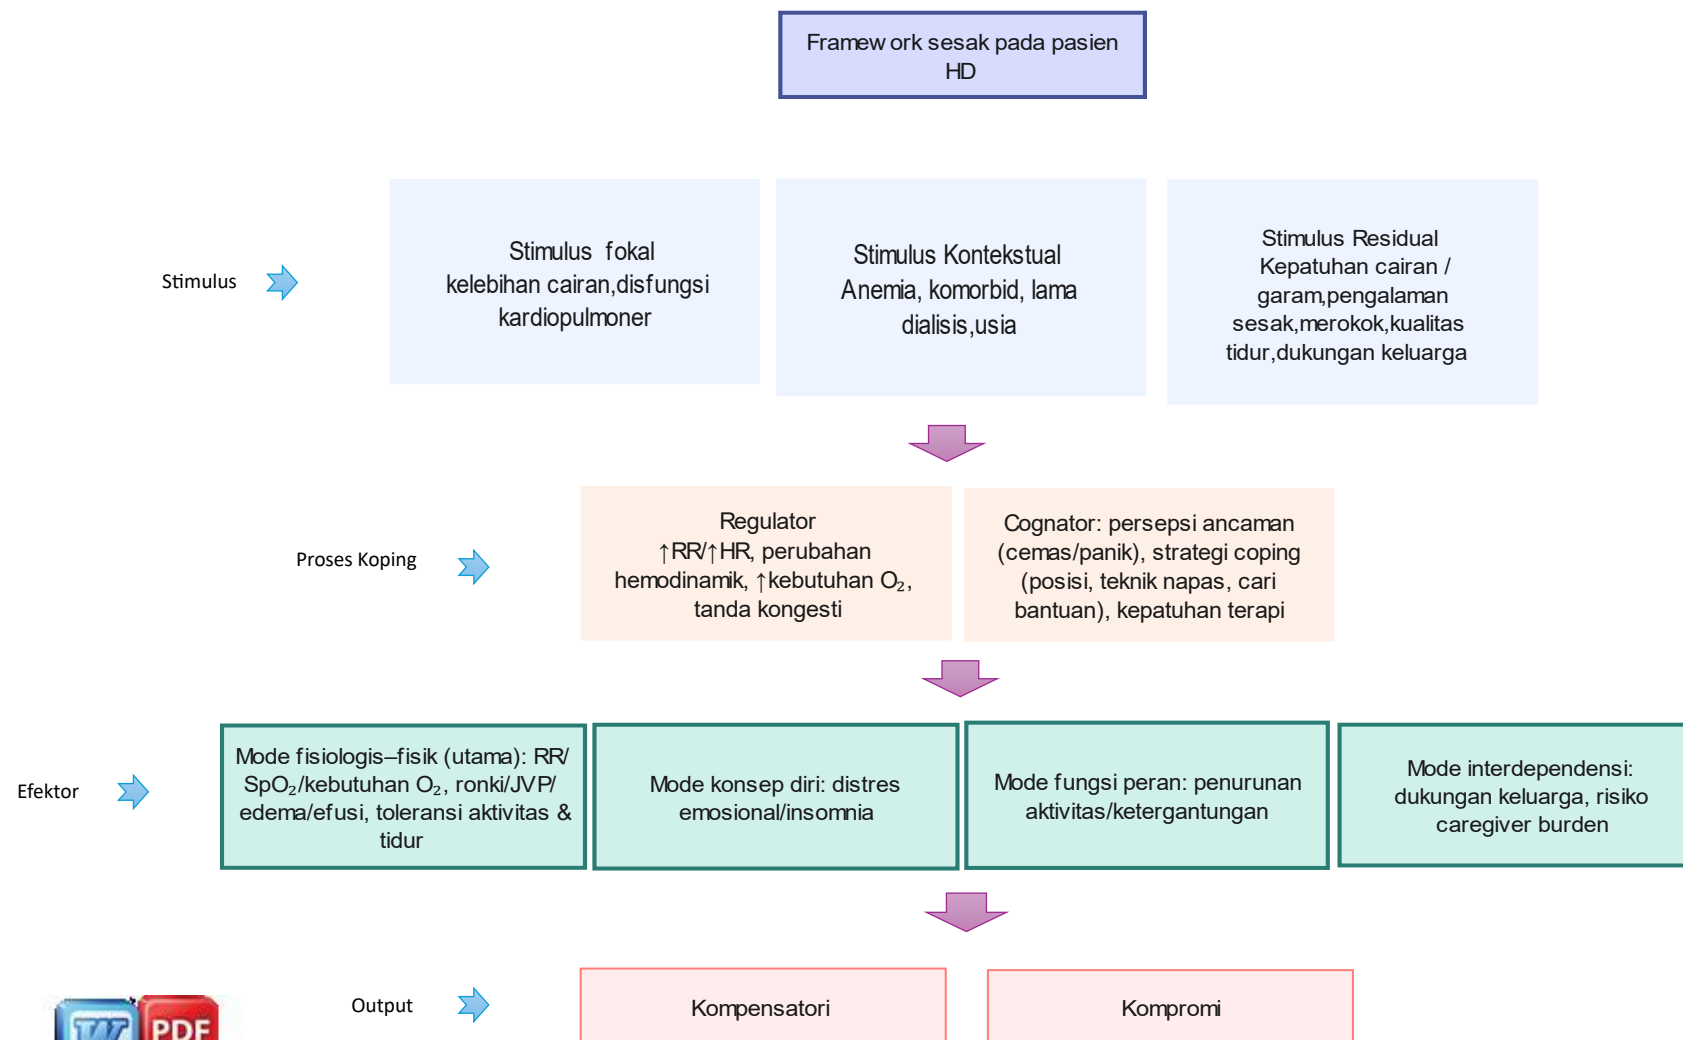 Framework sesak pada pasien
HD
Stimulus
Stimulus fokal
kelebihan cairan,disfungsi
kardiopulmoner
Stimulus Kontekstual
Anemia, komorbid, lama
dialisis,usia
Stimulus Residual
Kepatuhan cairan /
garam,pengalaman
sesak,merokok,kualitas
tidur,dukungan keluarga
Proses Koping
Regulator
↑RR/↑HR, perubahan
hemodinamik, ↑kebutuhan O₂,
tanda kongesti
Cognator: persepsi ancaman
(cemas/panik), strategi coping
(posisi, teknik napas, cari
bantuan), kepatuhan terapi
Efektor
Mode fisiologis–fisik (utama): RR/
SpO₂/kebutuhan O₂, ronki/JVP/
edema/efusi, toleransi aktivitas &
tidur
Mode konsep diri: distres
emosional/insomnia
Mode fungsi peran: penurunan
aktivitas/ketergantungan
Mode interdependensi:
dukungan keluarga, risiko
caregiver burden
Output
Kompensatori
Kompromi
W PDF